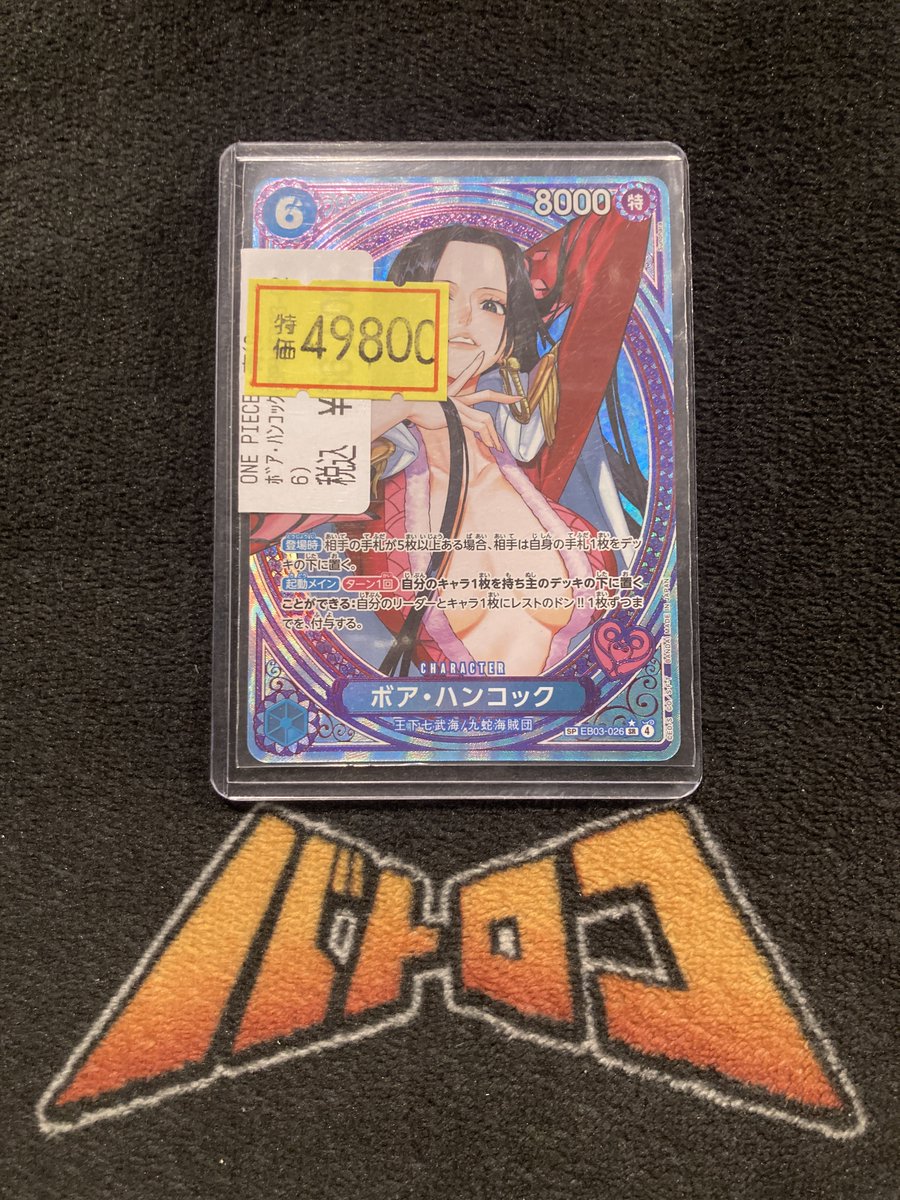 6
8000 特
特価 49800
ONE PIECE
ボア・ハンコック
6)
税込 ¥
登場時 相手の手札が5枚以上ある場合、相手は自身の手札1枚をデッ
キの下に置く。
起動メイン ターン1回 自分のキャラ1枚を持ち主のデッキの下に置く
ことができる：自分のリーダーとキャラ1枚にレストのドン!!1枚ずつま
でを、付与する。
CHARACTER
ボア・ハンコック
王下七武海/九蛇海賊団
SP EB03-026 SR 4
バトロコ